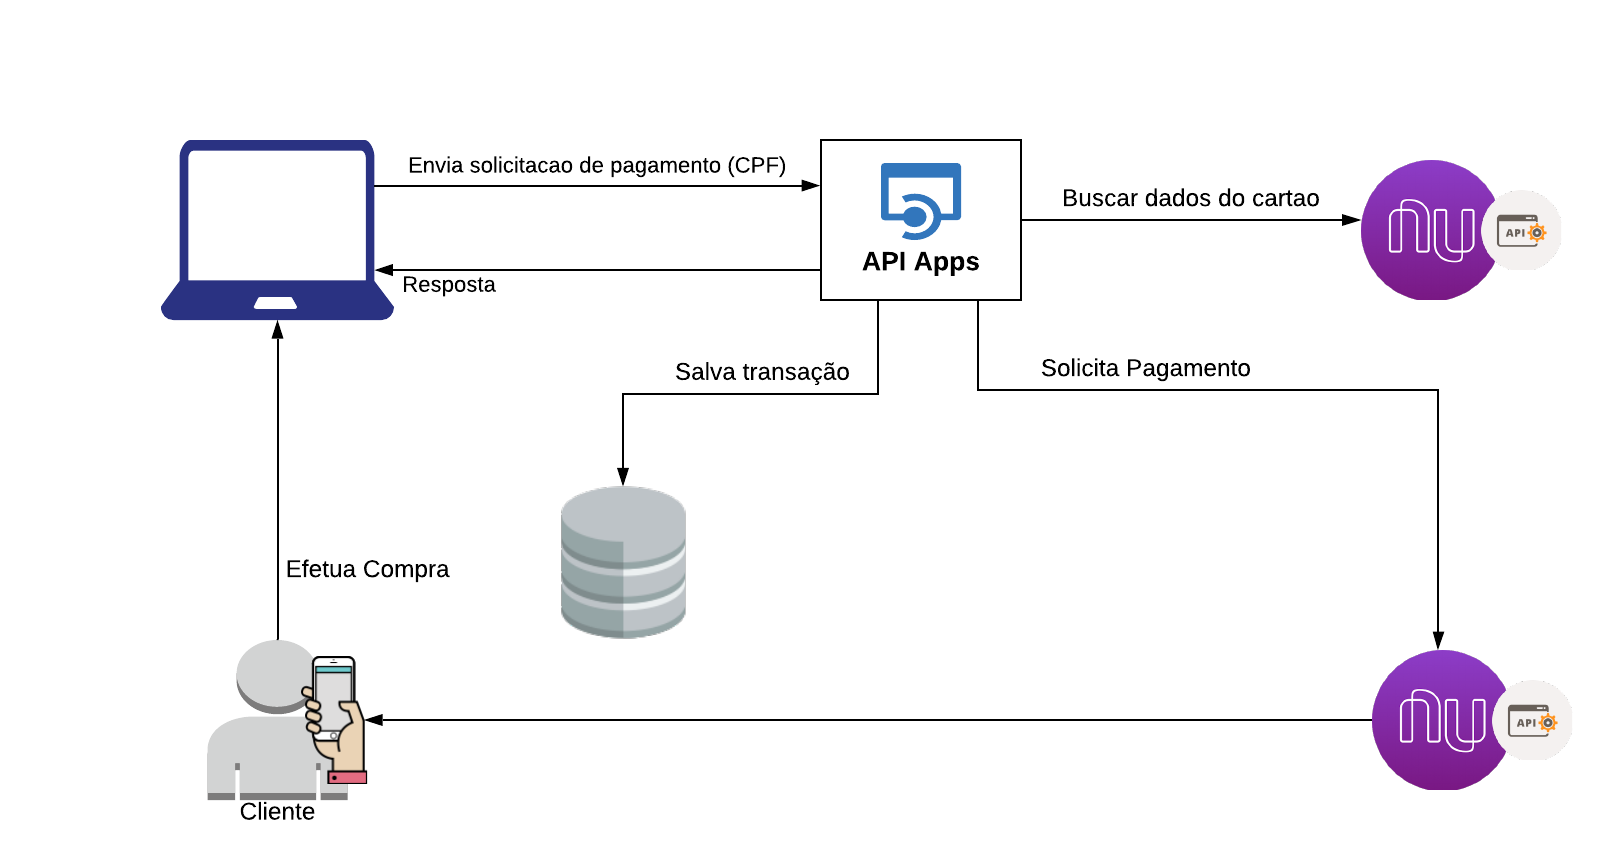 Envia solicitacao de pagamento (CPF)
Resposta
API Apps
Buscar dados do cartao
nu
API
Salva transação
Solicita Pagamento
Efetua Compra
nu
API
Cliente